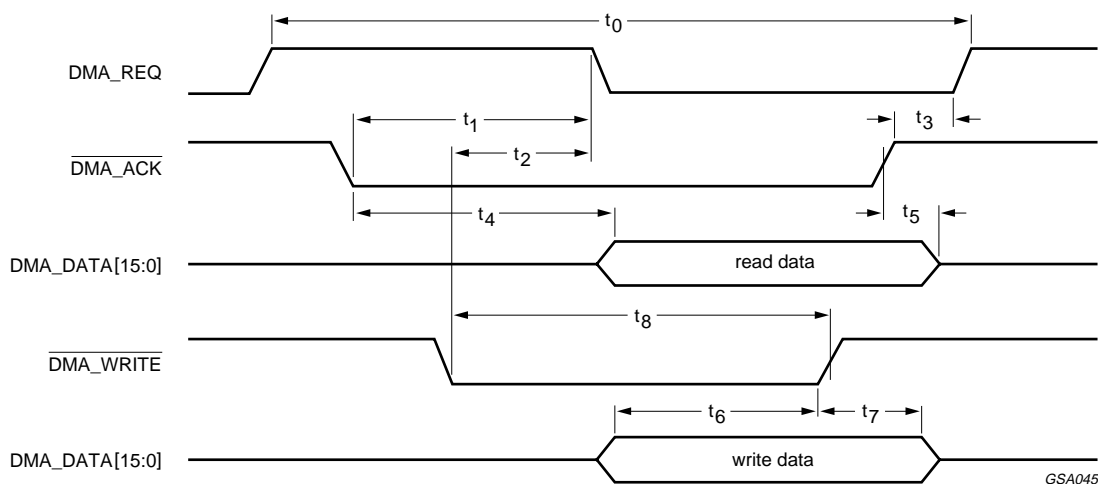 t0
DMA_REQ
t3
t1
t2
DMA_ACK
t4
t5
DMA_DATA[15:0]
read data
t8
DMA_WRITE
t6
t7
DMA_DATA[15:0]
write data
GSA045